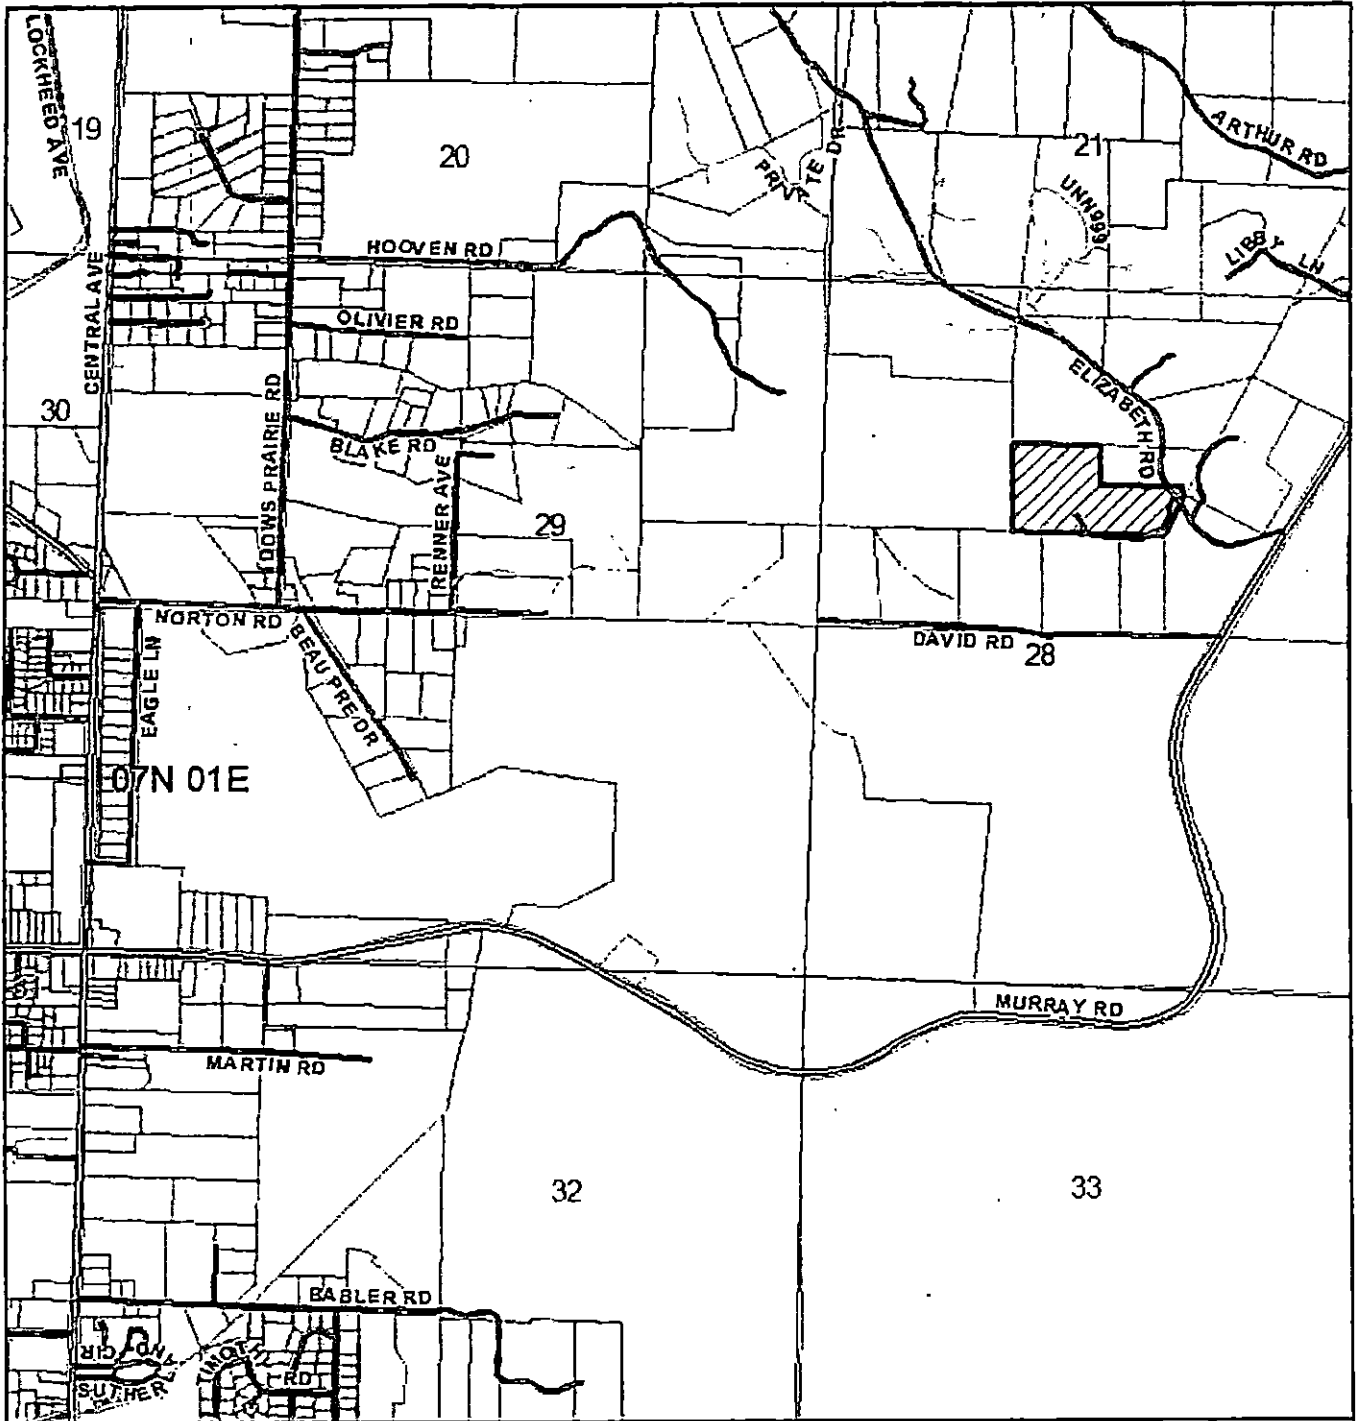 LOCKHEED AVE
19
20
21
ARTHUR RD
PRIVATE DR
UNN999
LIBBY LN
HOOVEN RD
CENTRAL AVE
OLIVIER RD
ELIZABETH RD
30
DOWS PRAIRIE RD
BLAKE RD
RENNER AVE
29
NORTON RD
BEAU PRE DR
EAGLE LN
DAVID RD
28
07N 01E
MURRAY RD
MARTIN RD
32
33
BABLER RD
TIMOTHY RD
SUTHERLAND CIR